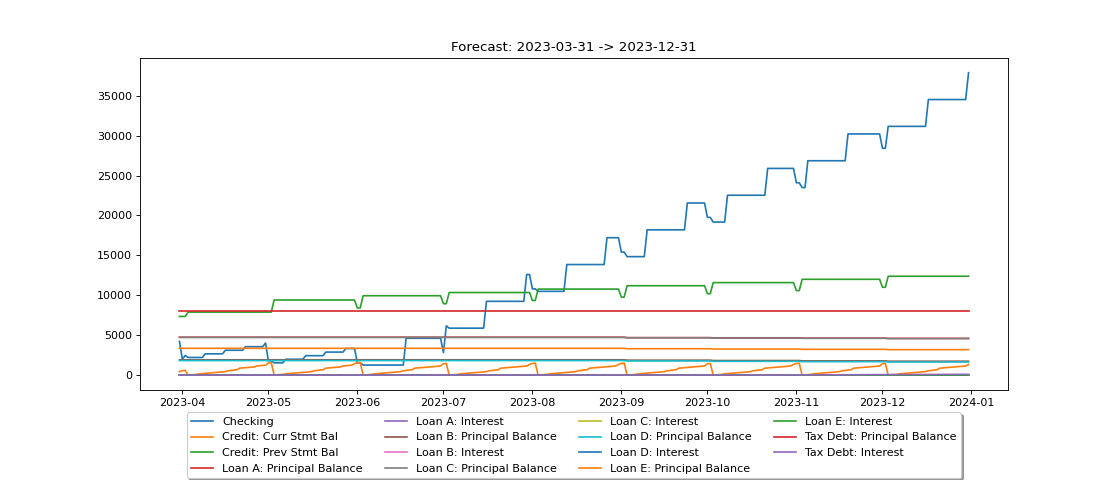 Forecast: 2023-03-31 -> 2023-12-31
35000
30000
25000
20000
15000
10000
5000
0
2023-04 2023-05 2023-06 2023-07 2023-08 2023-09 2023-10 2023-11 2023-12 2024-01
Checking Loan A: Interest Loan C: Interest Loan E: Interest
Credit: Curr Stmt Bal Loan B: Principal Balance Loan D: Principal Balance Tax Debt: Principal Balance
Credit: Prev Stmt Bal Loan B: Interest Loan D: Interest Tax Debt: Interest
Loan A: Principal Balance Loan C: Principal Balance Loan E: Principal Balance